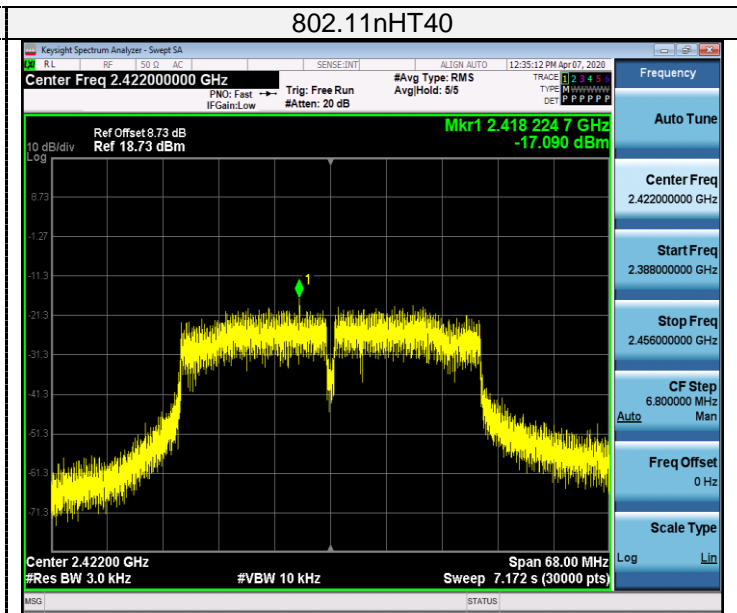 802.11nHT40
Keysight Spectrum Analyzer - Swept SA
LXI RL RF 50 Ω AC SENSE:INT ALIGN AUTO 12:35:12 PM Apr 07, 2020
Center Freq 2.422000000 GHz
PNO: Fast
IFGain:Low
Trig: Free Run
#Atten: 20 dB
#Avg Type: RMS
Avg|Hold: 5/5
TRACE 1 2 3 4 5 6
TYPE M WWWWW
DET P P P P P P
Mkr1 2.418 224 7 GHz
-17.090 dBm
Ref Offset 8.73 dB
10 dB/div Ref 18.73 dBm
Log
8.73
-1.27
-11.3
-21.3
-31.3
-41.3
-51.3
-61.3
-71.3
1
Center 2.42200 GHz Span 68.00 MHz
#Res BW 3.0 kHz #VBW 10 kHz Sweep 7.172 s (30000 pts)
MSG STATUS
Frequency
Auto Tune
Center Freq
2.422000000 GHz
Start Freq
2.388000000 GHz
Stop Freq
2.456000000 GHz
CF Step
6.800000 MHz
Auto Man
Freq Offset
0 Hz
Scale Type
Log Lin